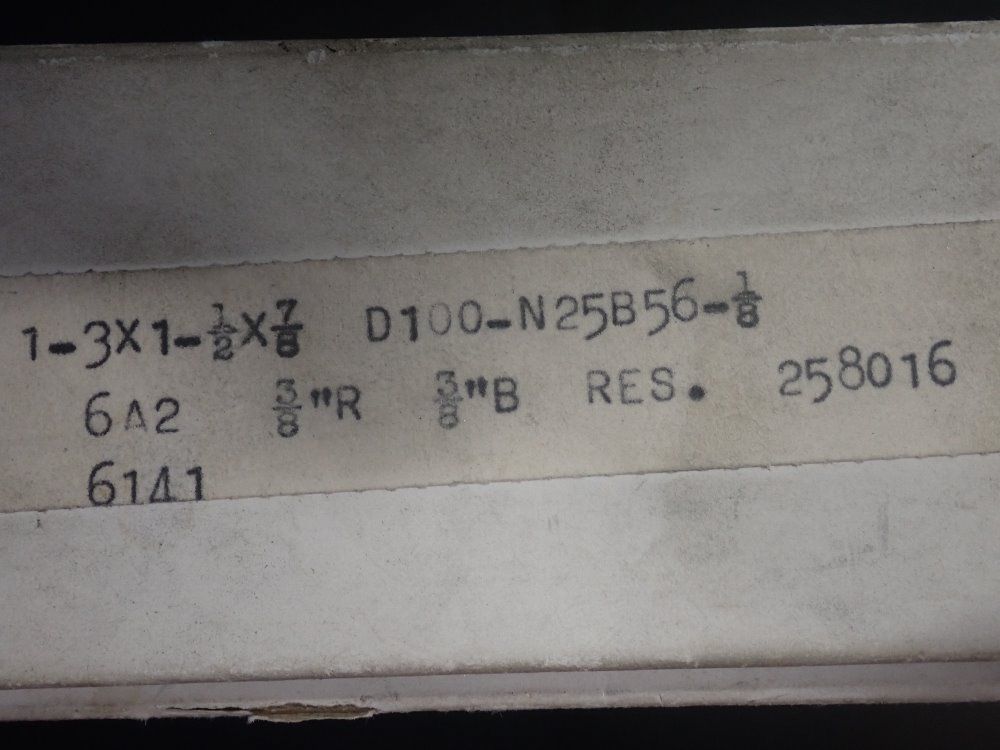 1-3X1-½X⅞ D100-N25B56-⅛
6A2 ⅜"R ⅜"B RES. 258016
6141